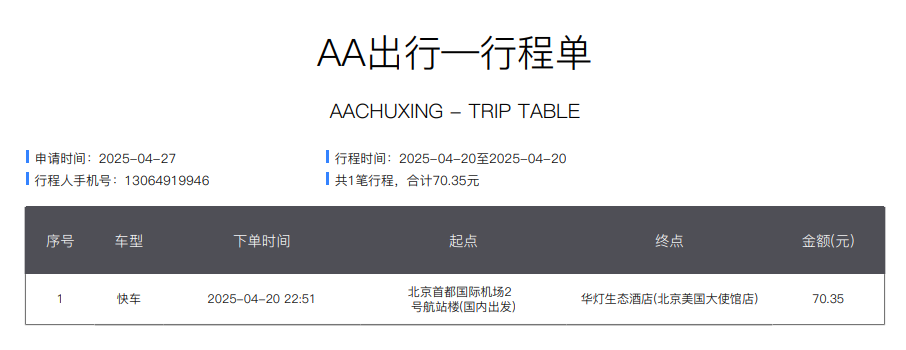 AA出行—行程单
AACHUXING - TRIP TABLE
申请时间：2025-04-27 行程时间：2025-04-20至2025-04-20
行程人手机号：13064919946 共1笔行程，合计70.35元
序号 车型 下单时间 起点 终点 金额(元)
1 快车 2025-04-20 22:51 北京首都国际机场2 华灯生态酒店(北京美国大使馆店) 70.35
号航站楼(国内出发)